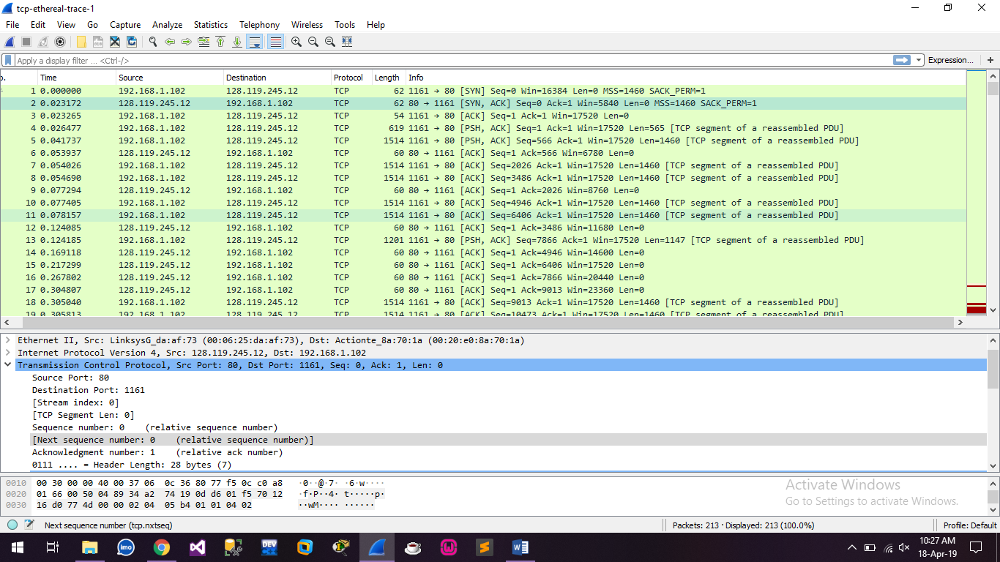 tcp-ethereal-trace-1
File Edit View Go Capture Analyze Statistics Telephony Wireless Tools Help
Apply a display filter ... <Ctrl-/> Expression... +
Time Source Destination Protocol Length Info
1 0.000000 192.168.1.102 128.119.245.12 TCP 62 1161 → 80 [SYN] Seq=0 Win=16384 Len=0 MSS=1460 SACK_PERM=1
2 0.023172 128.119.245.12 192.168.1.102 TCP 62 80 → 1161 [SYN, ACK] Seq=0 Ack=1 Win=5840 Len=0 MSS=1460 SACK_PERM=1
3 0.023265 192.168.1.102 128.119.245.12 TCP 54 1161 → 80 [ACK] Seq=1 Ack=1 Win=17520 Len=0
4 0.026477 192.168.1.102 128.119.245.12 TCP 619 1161 → 80 [PSH, ACK] Seq=1 Ack=1 Win=17520 Len=565 [TCP segment of a reassembled PDU]
5 0.041737 192.168.1.102 128.119.245.12 TCP 1514 1161 → 80 [PSH, ACK] Seq=566 Ack=1 Win=17520 Len=1460 [TCP segment of a reassembled PDU]
6 0.053937 128.119.245.12 192.168.1.102 TCP 60 80 → 1161 [ACK] Seq=1 Ack=566 Win=6780 Len=0
7 0.054026 192.168.1.102 128.119.245.12 TCP 1514 1161 → 80 [ACK] Seq=2026 Ack=1 Win=17520 Len=1460 [TCP segment of a reassembled PDU]
8 0.054690 192.168.1.102 128.119.245.12 TCP 1514 1161 → 80 [ACK] Seq=3486 Ack=1 Win=17520 Len=1460 [TCP segment of a reassembled PDU]
9 0.077294 128.119.245.12 192.168.1.102 TCP 60 80 → 1161 [ACK] Seq=1 Ack=2026 Win=8760 Len=0
10 0.077405 192.168.1.102 128.119.245.12 TCP 1514 1161 → 80 [ACK] Seq=4946 Ack=1 Win=17520 Len=1460 [TCP segment of a reassembled PDU]
11 0.078157 192.168.1.102 128.119.245.12 TCP 1514 1161 → 80 [ACK] Seq=6406 Ack=1 Win=17520 Len=1460 [TCP segment of a reassembled PDU]
12 0.124085 128.119.245.12 192.168.1.102 TCP 60 80 → 1161 [ACK] Seq=1 Ack=3486 Win=11680 Len=0
13 0.124185 192.168.1.102 128.119.245.12 TCP 1201 1161 → 80 [PSH, ACK] Seq=7866 Ack=1 Win=17520 Len=1147 [TCP segment of a reassembled PDU]
14 0.169118 128.119.245.12 192.168.1.102 TCP 60 80 → 1161 [ACK] Seq=1 Ack=4946 Win=14600 Len=0
15 0.217299 128.119.245.12 192.168.1.102 TCP 60 80 → 1161 [ACK] Seq=1 Ack=6406 Win=17520 Len=0
16 0.267802 128.119.245.12 192.168.1.102 TCP 60 80 → 1161 [ACK] Seq=1 Ack=7866 Win=20440 Len=0
17 0.304807 128.119.245.12 192.168.1.102 TCP 60 80 → 1161 [ACK] Seq=1 Ack=9013 Win=23360 Len=0
18 0.305040 192.168.1.102 128.119.245.12 TCP 1514 1161 → 80 [ACK] Seq=9013 Ack=1 Win=17520 Len=1460 [TCP segment of a reassembled PDU]
19 0.305813 192.168.1.102 128.119.245.12 TCP 1514 1161 → 80 [ACK] Seq=10473 Ack=1 Win=17520 Len=1460 [TCP segment of a reassembled PDU]
Ethernet II, Src: LinksysG_da:af:73 (00:06:25:da:af:73), Dst: Actionte_8a:70:1a (00:20:e0:8a:70:1a)
Internet Protocol Version 4, Src: 128.119.245.12, Dst: 192.168.1.102
Transmission Control Protocol, Src Port: 80, Dst Port: 1161, Seq: 0, Ack: 1, Len: 0
Source Port: 80
Destination Port: 1161
[Stream index: 0]
[TCP Segment Len: 0]
Sequence number: 0 (relative sequence number)
[Next sequence number: 0 (relative sequence number)]
Acknowledgment number: 1 (relative ack number)
0111 .... = Header Length: 28 bytes (7)
0010 00 30 00 00 40 00 37 06 0c 36 80 77 f5 0c c0 a8 ·0··@·7· ·6·w····
0020 01 66 00 50 04 89 34 a2 74 19 0d d6 01 f5 70 12 ·f·P··4· t·····p·
0030 16 d0 77 4d 00 00 02 04 05 b4 01 01 04 02 ··wM···· ······
Activate Windows
Go to Settings to activate Windows.
Next sequence number (tcp.nxtseq) Packets: 213 · Displayed: 213 (100.0%) Profile: Default
imo DEV W
10:27 AM
18-Apr-19